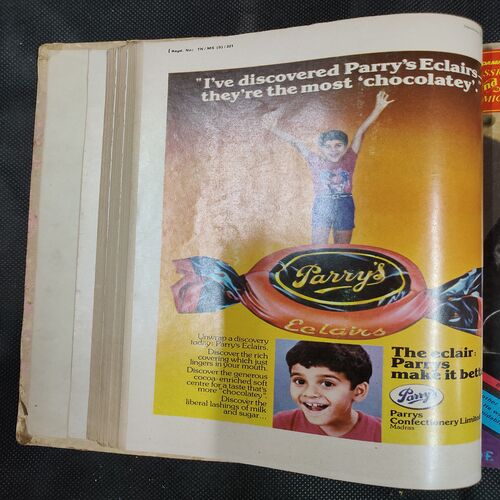 Regd. No: TN / MS (S) / 321
"I've discovered Parry's Eclairs,
they're the most 'chocolatey'."
Parry's
Eclairs
Unwrap a discovery
today: Parry's Eclairs.
Discover the rich
covering which just
lingers in your mouth.
Discover the generous
cocoa-enriched soft
centre for a taste that's
more "chocolatey".
Discover the
liberal lashings of milk
and sugar...
The eclair:
Parrys
make it bett
Parry's
Parrys
Confectionery Limited
Madras